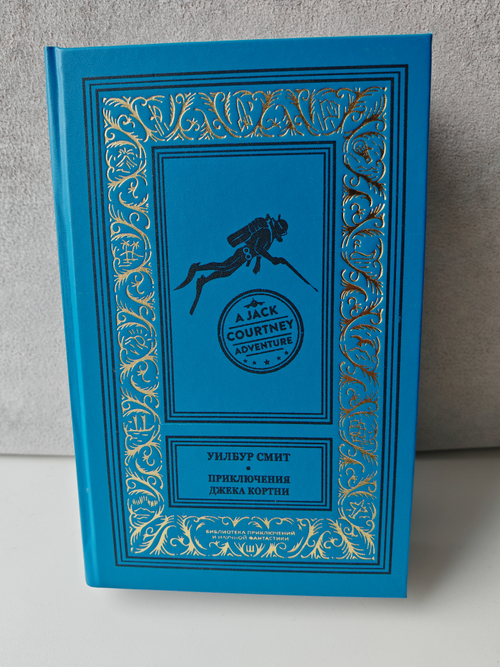 A JACK
COURTNEY
ADVENTURE
УИЛБУР СМИТ
ПРИКЛЮЧЕНИЯ
ДЖЕКА КОРТНИ
БИБЛИОТЕКА ПРИКЛЮЧЕНИЙ
И НАУЧНОЙ ФАНТАСТИКИ
Ш